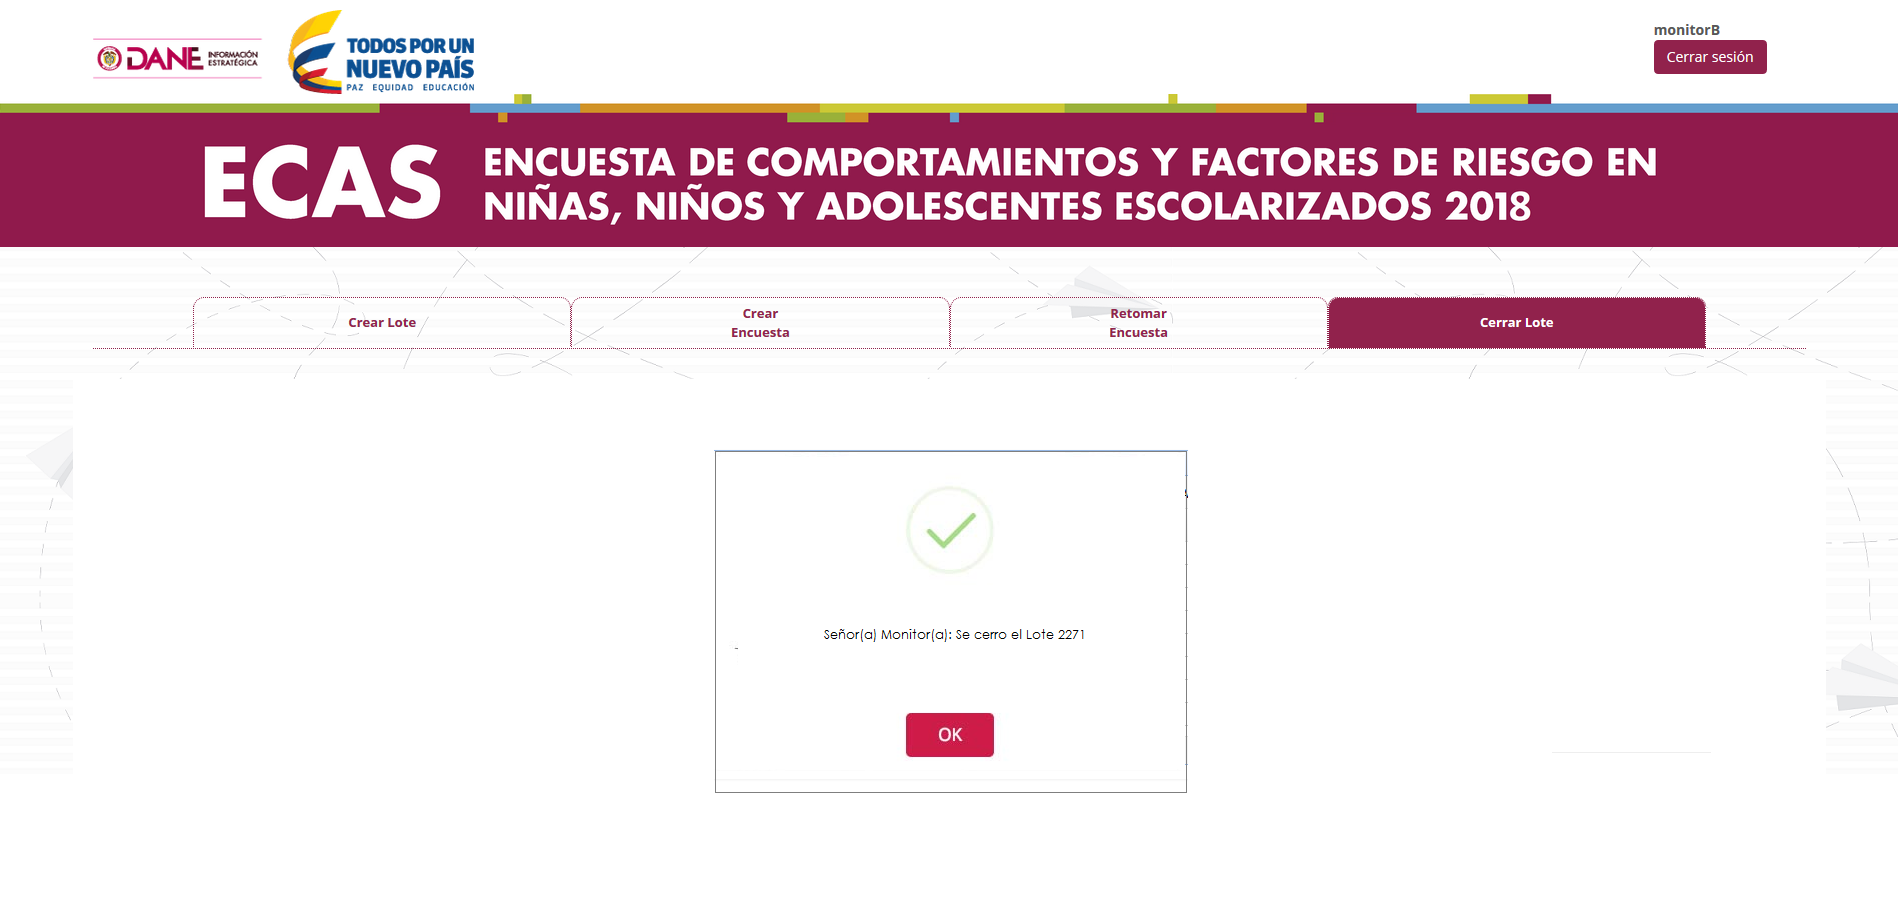 DANE INFORMACIÓN
ESTRATÉGICA
TODOS POR UN
NUEVO PAÍS
PAZ EQUIDAD EDUCACIÓN
monitorB
Cerrar sesión
ECAS
ENCUESTA DE COMPORTAMIENTOS Y FACTORES DE RIESGO EN
NIÑAS, NIÑOS Y ADOLESCENTES ESCOLARIZADOS 2018
Crear Lote
Crear
Encuesta
Retomar
Encuesta
Cerrar Lote
Señor(a) Monitor(a): Se cerro el Lote 2271
OK